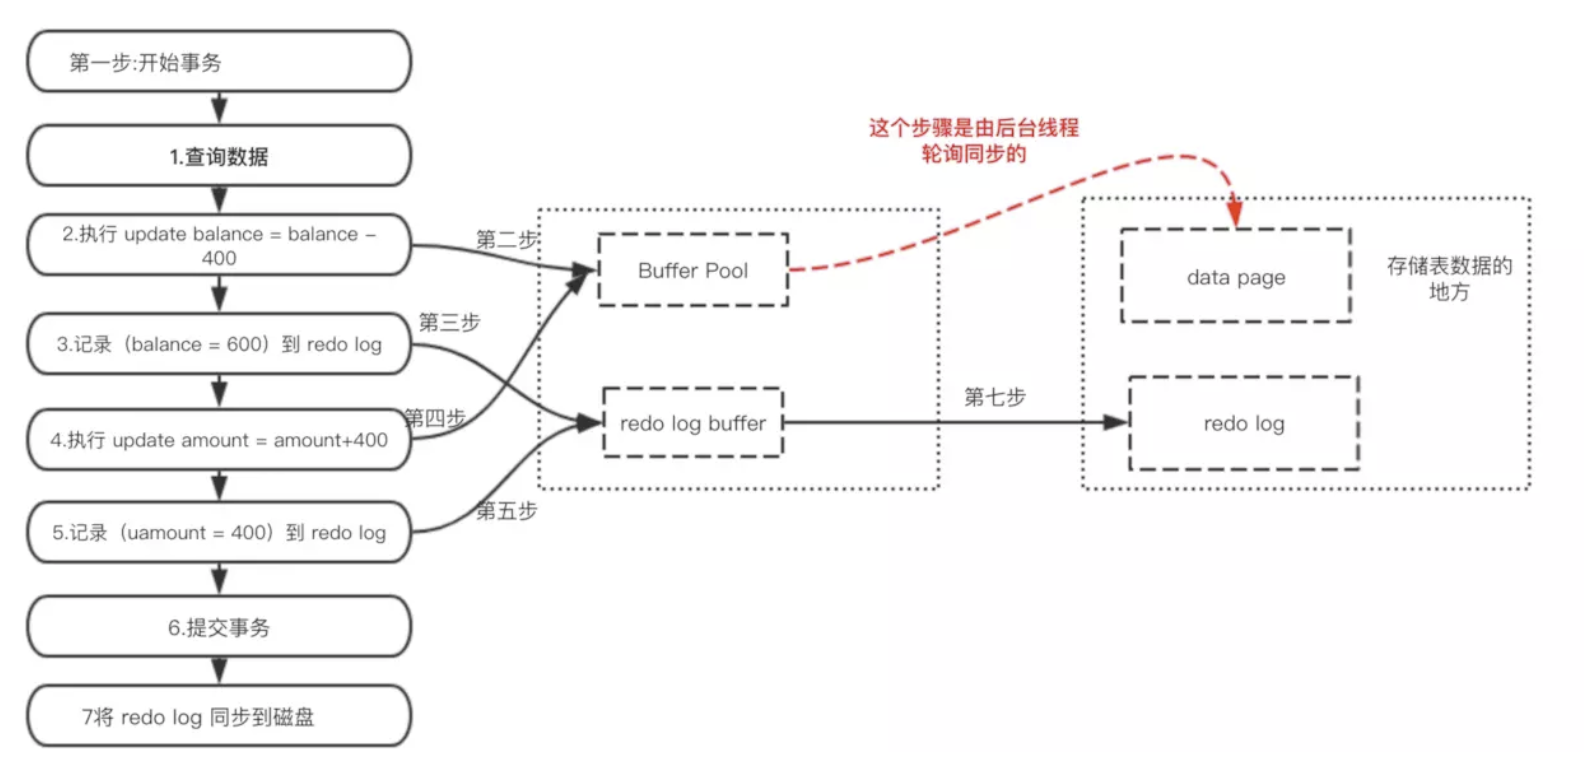 第一步:开始事务
1.查询数据
2.执行 update balance = balance –
400
3.记录（balance = 600）到 redo log
4.执行 update amount = amount+400
5.记录（uamount = 400）到 redo log
6.提交事务
7将 redo log 同步到磁盘
第二步
第三步
第四步
第五步
Buffer Pool
redo log buffer
这个步骤是由后台线程
轮询同步的
第七步
data page
redo log
存储表数据的
地方